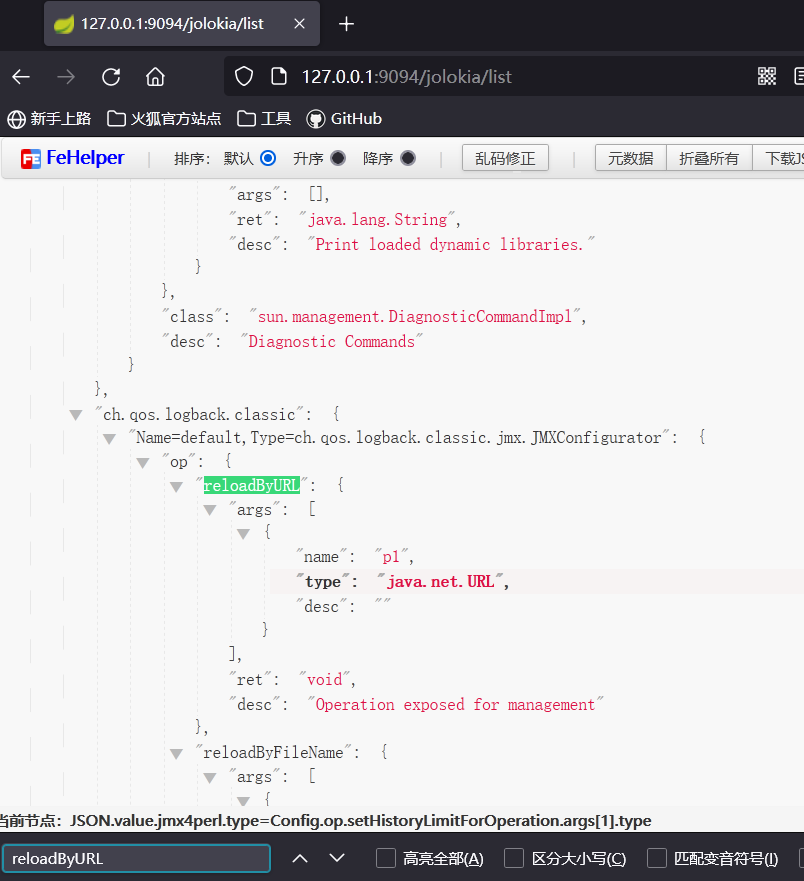 127.0.0.1:9094/jolokia/list
127.0.0.1:9094/jolokia/list
新手上路 火狐官方站点 工具 GitHub
FE FeHelper | 排序: 默认 升序 降序 | 乱码修正 | 元数据 折叠所有 下载JS
"args": [],
"ret": "java.lang.String",
"desc": "Print loaded dynamic libraries."
}
},
"class": "sun.management.DiagnosticCommandImpl",
"desc": "Diagnostic Commands"
}
},
"ch.qos.logback.classic": {
"Name=default,Type=ch.qos.logback.classic.jmx.JMXConfigurator": {
"op": {
"reloadByURL": {
"args": [
{
"name": "p1",
"type": "java.net.URL",
"desc": ""
}
],
"ret": "void",
"desc": "Operation exposed for management"
},
"reloadByFileName": {
"args": [
{
当前节点：JSON.value.jmx4perl.type=Config.op.setHistoryLimitForOperation.args[1].type
reloadByURL 高亮全部(A) 区分大小写(C) 匹配变音符号(I)